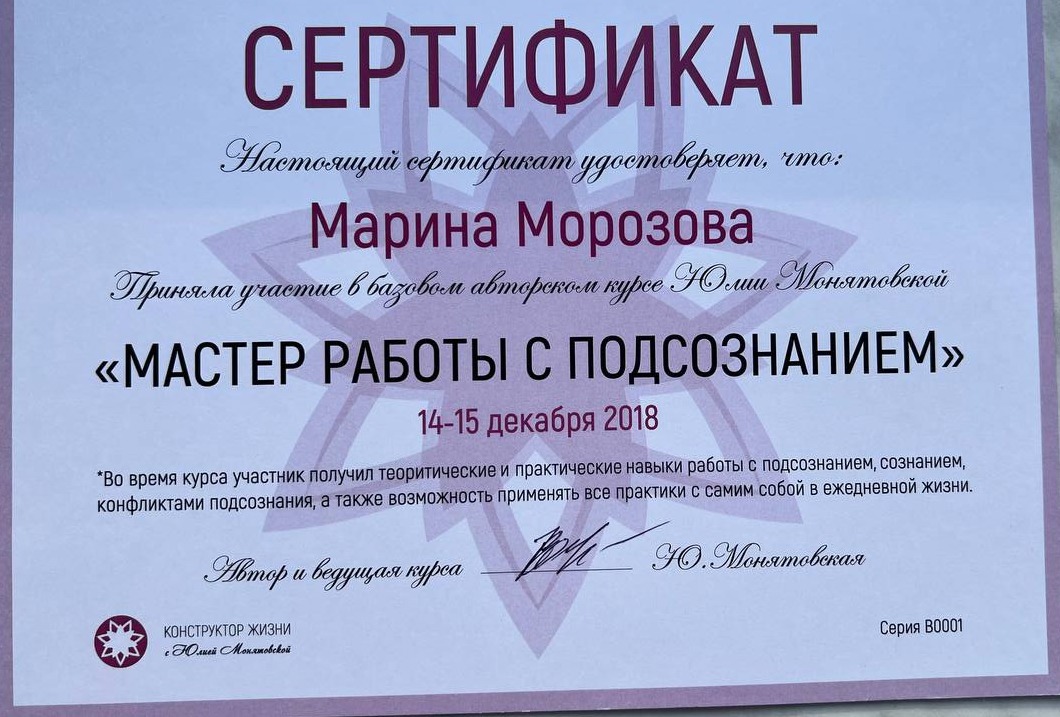 СЕРТИФИКАТ
Настоящий сертификат удостоверяет, что:
Марина Морозова
Приняла участие в базовом авторском курсе Юлии Монятовской
«МАСТЕР РАБОТЫ С ПОДСОЗНАНИЕМ»
14-15 декабря 2018
*Во время курса участник получил теоритические и практические навыки работы с подсознанием, сознанием,
конфликтами подсознания, а также возможность применять все практики с самим собой в ежедневной жизни.
Автор и ведущая курса Ю. Монятовская
КОНСТРУКТОР ЖИЗНИ
с Юлией Монятовской
Серия В0001